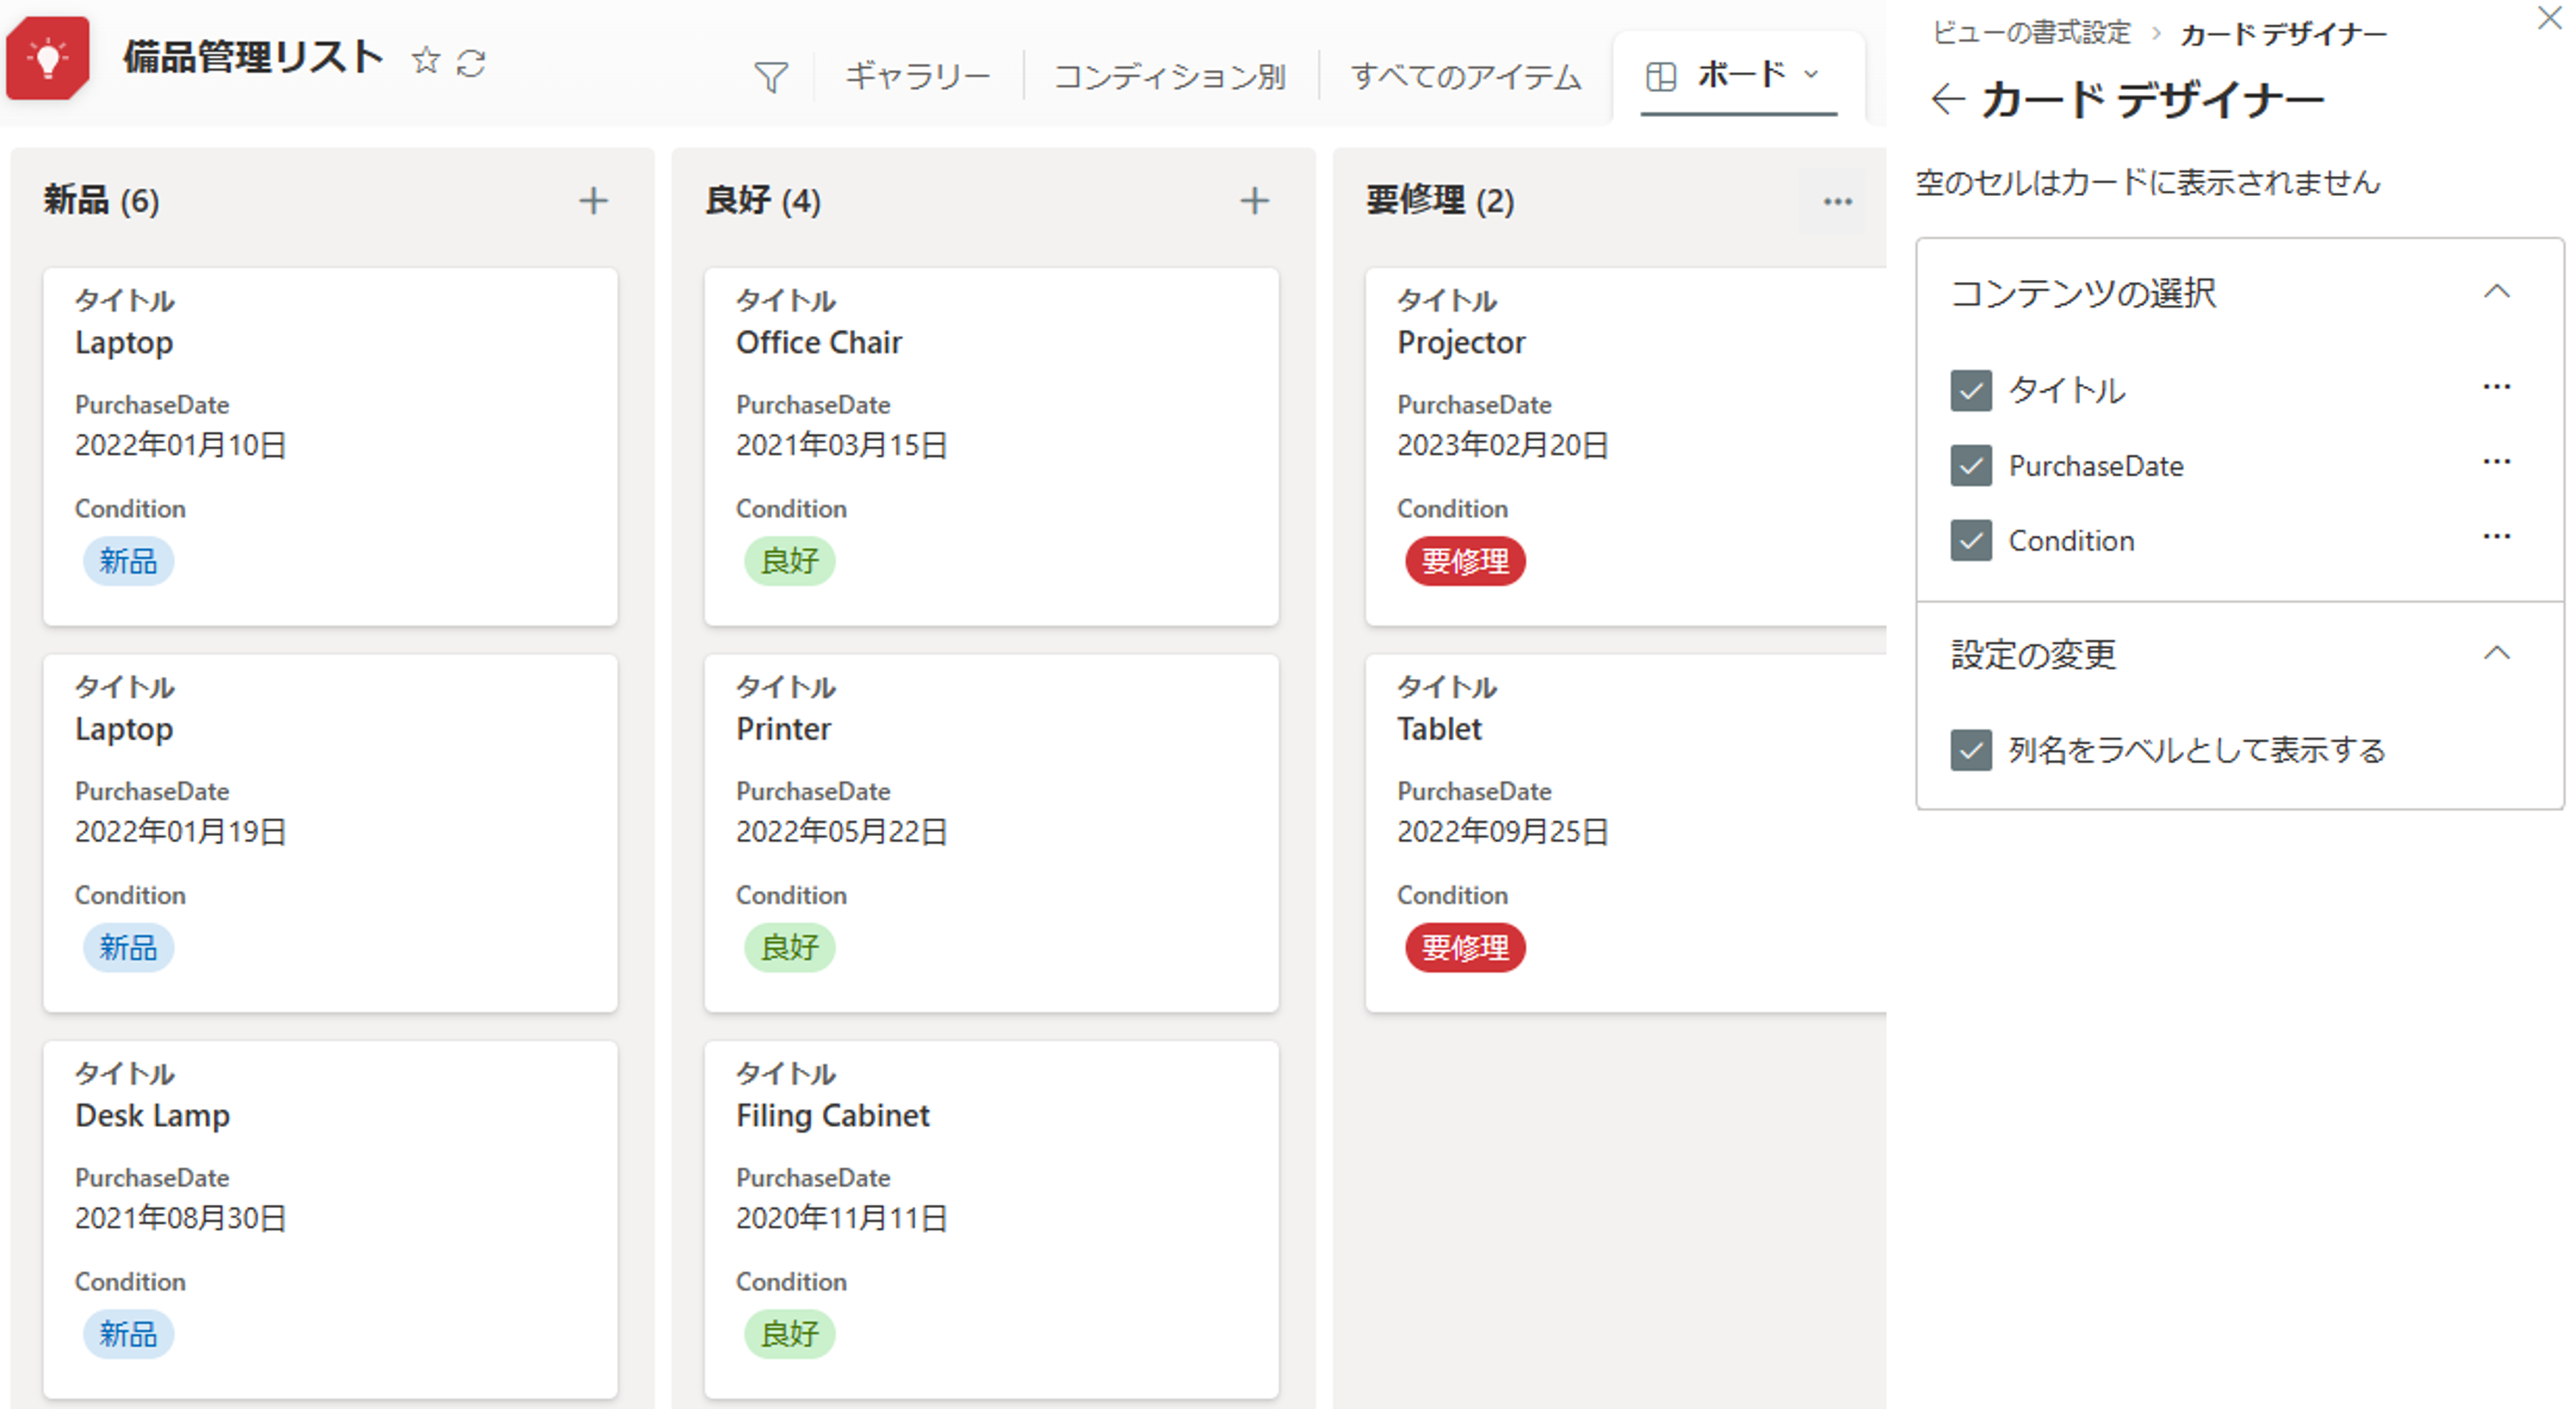 備品管理リスト
ギャラリー
コンディション別
すべてのアイテム
ボード
新品 (6)
タイトル
Laptop
PurchaseDate
2022年01月10日
Condition
新品
タイトル
Laptop
PurchaseDate
2022年01月19日
Condition
新品
タイトル
Desk Lamp
PurchaseDate
2021年08月30日
Condition
新品
良好 (4)
タイトル
Office Chair
PurchaseDate
2021年03月15日
Condition
良好
タイトル
Printer
PurchaseDate
2022年05月22日
Condition
良好
タイトル
Filing Cabinet
PurchaseDate
2020年11月11日
Condition
良好
要修理 (2)
タイトル
Projector
PurchaseDate
2023年02月20日
Condition
要修理
タイトル
Tablet
PurchaseDate
2022年09月25日
Condition
要修理
ビューの書式設定 › カード デザイナー
カード デザイナー
空のセルはカードに表示されません
コンテンツの選択
タイトル
PurchaseDate
Condition
設定の変更
列名をラベルとして表示する